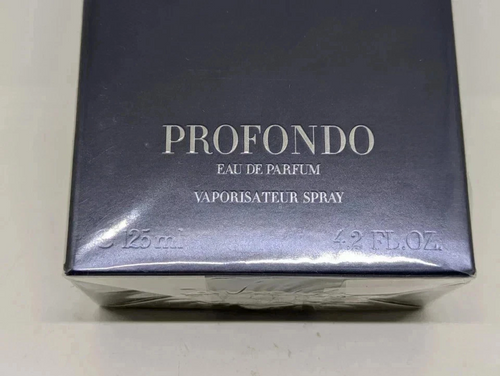 PROFONDO
EAU DE PARFUM
VAPORISATEUR SPRAY
℮ 125 ml 4.2 FL.OZ.